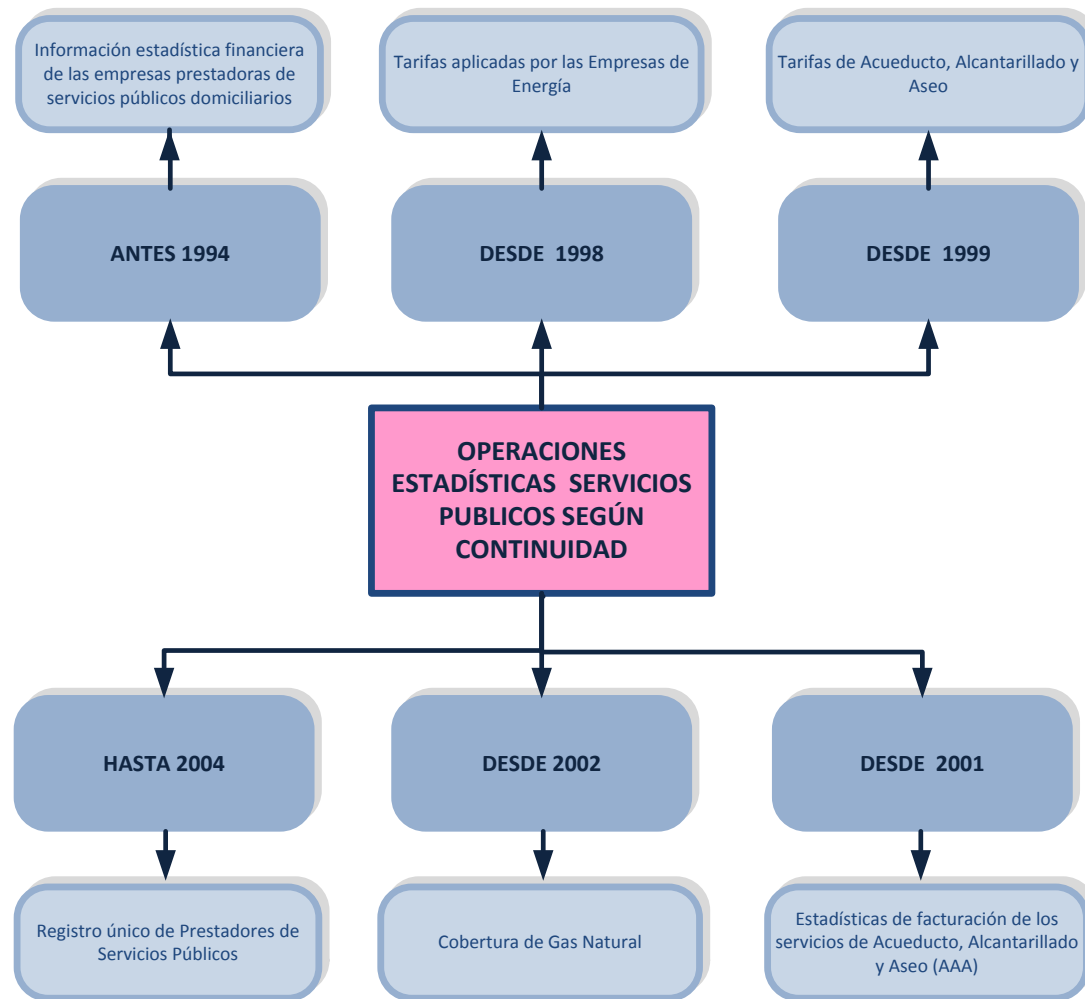 Información estadística financiera
de las empresas prestadoras de
servicios públicos domiciliarios
Tarifas aplicadas por las Empresas de
Energía
Tarifas de Acueducto, Alcantarillado y
Aseo
ANTES 1994
DESDE  1998
DESDE  1999
OPERACIONES
ESTADÍSTICAS  SERVICIOS
PUBLICOS SEGÚN
CONTINUIDAD
HASTA 2004
DESDE 2002
DESDE  2001
Registro único de Prestadores de
Servicios Públicos
Cobertura de Gas Natural
Estadísticas de facturación de los
servicios de Acueducto, Alcantarillado
y Aseo (AAA)